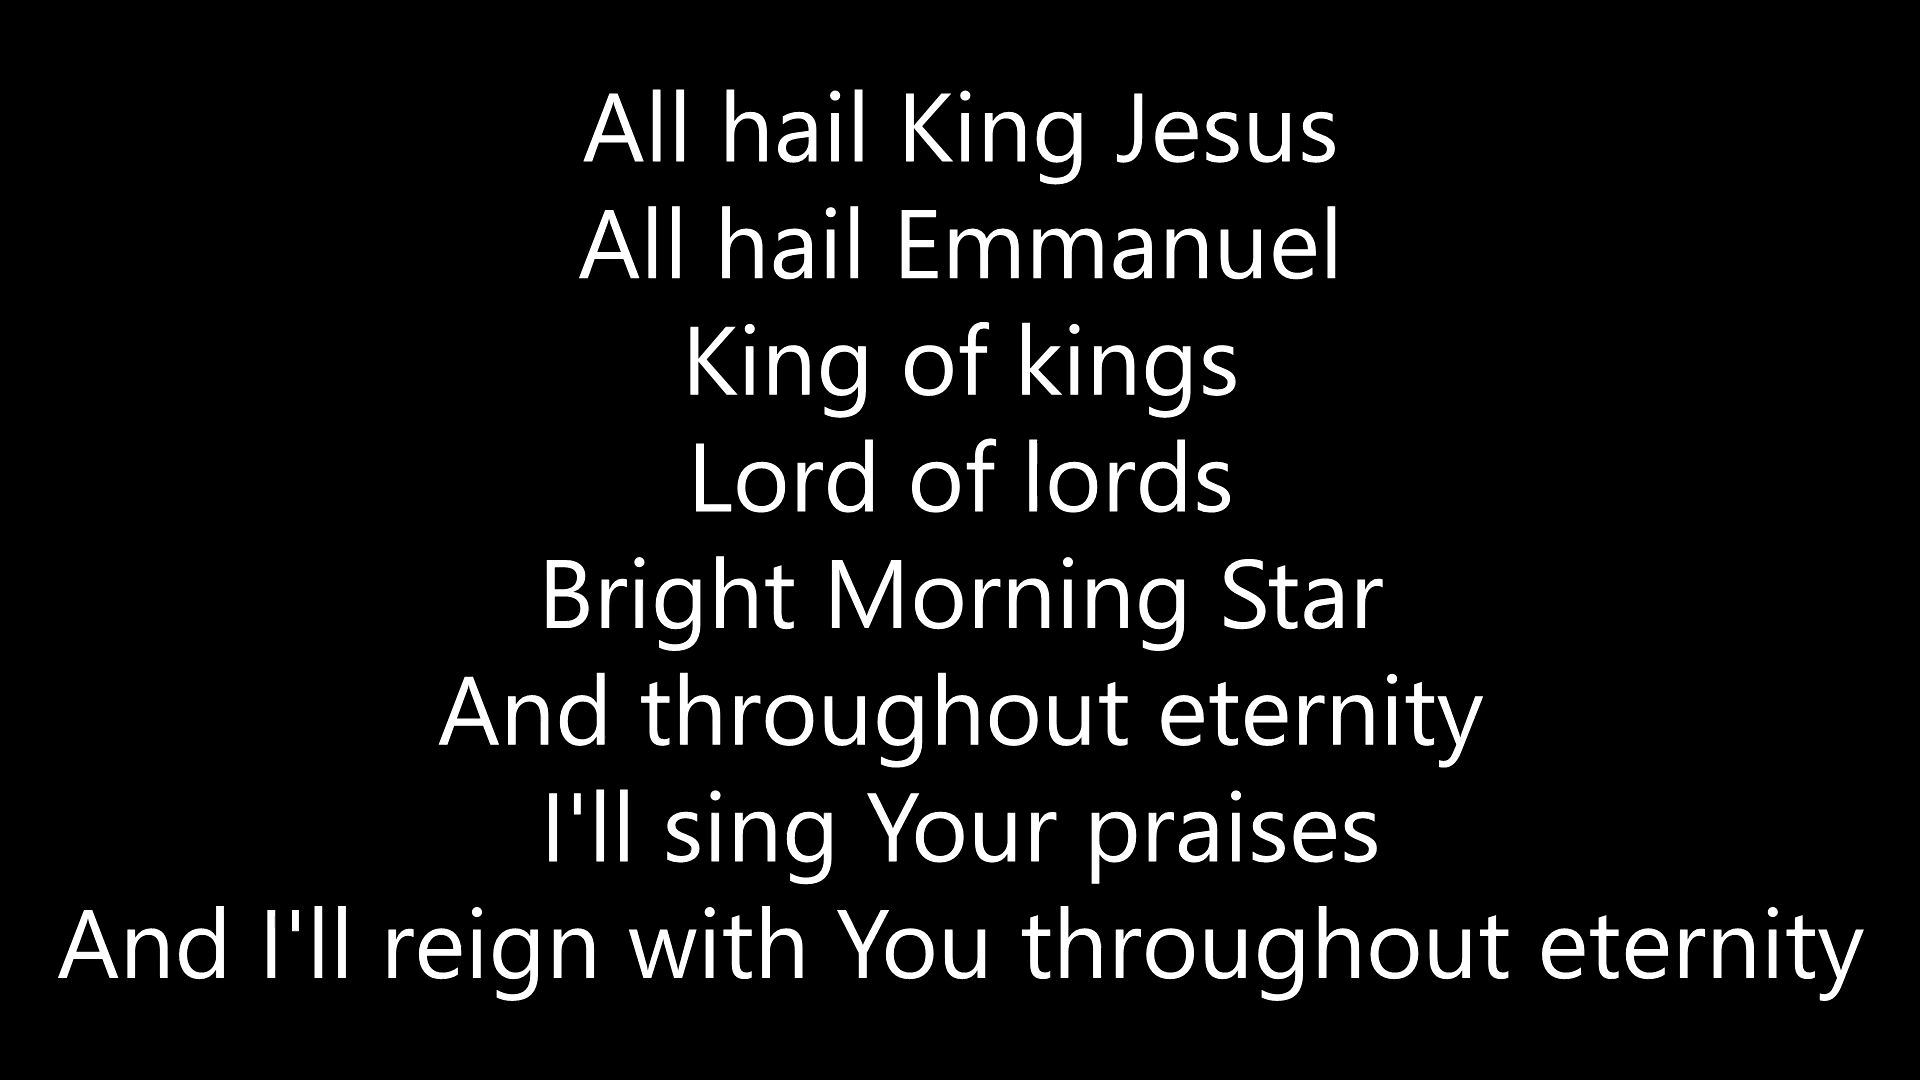 All hail King Jesus
All hail Emmanuel
King of kings
Lord of lords
Bright Morning Star
And throughout eternity
I'll sing Your praises
And I'll reign with You throughout eternity